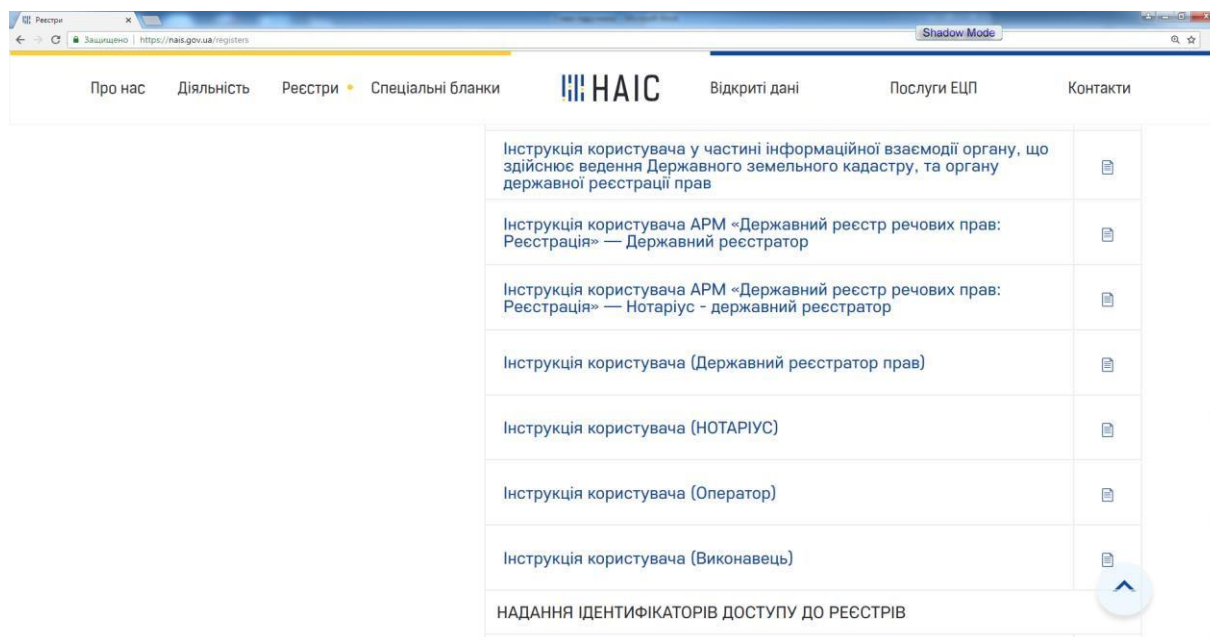 Реєстри
Shadow Mode
Защищено | https://nais.gov.ua/registers
Про нас Діяльність Реєстри Спеціальні бланки НАІС Відкриті дані Послуги ЕЦП Контакти
Інструкція користувача у частині інформаційної взаємодії органу, що
здійснює ведення Державного земельного кадастру, та органу
державної реєстрації прав
Інструкція користувача АРМ «Державний реєстр речових прав:
Реєстрація» — Державний реєстратор
Інструкція користувача АРМ «Державний реєстр речових прав:
Реєстрація» — Нотаріус - державний реєстратор
Інструкція користувача (Державний реєстратор прав)
Інструкція користувача (НОТАРІУС)
Інструкція користувача (Оператор)
Інструкція користувача (Виконавець)
НАДАННЯ ІДЕНТИФІКАТОРІВ ДОСТУПУ ДО РЕЄСТРІВ